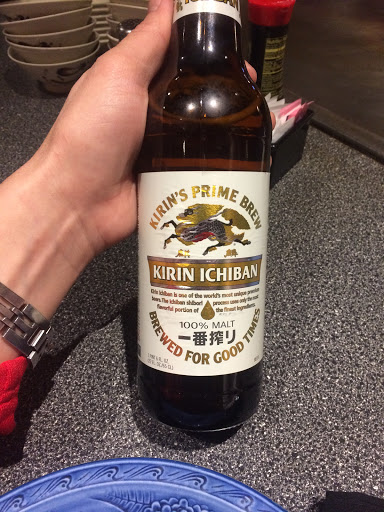 ICHIBAN
KIRIN'S PRIME BREW
KIRIN ICHIBAN
Kirin Ichiban is one of the world's most unique premium
beers. The Ichiban Shibori process uses only the most
flavorful portion of the finest ingredients.
100% MALT
一番搾り
BREWED FOR GOOD TIMES